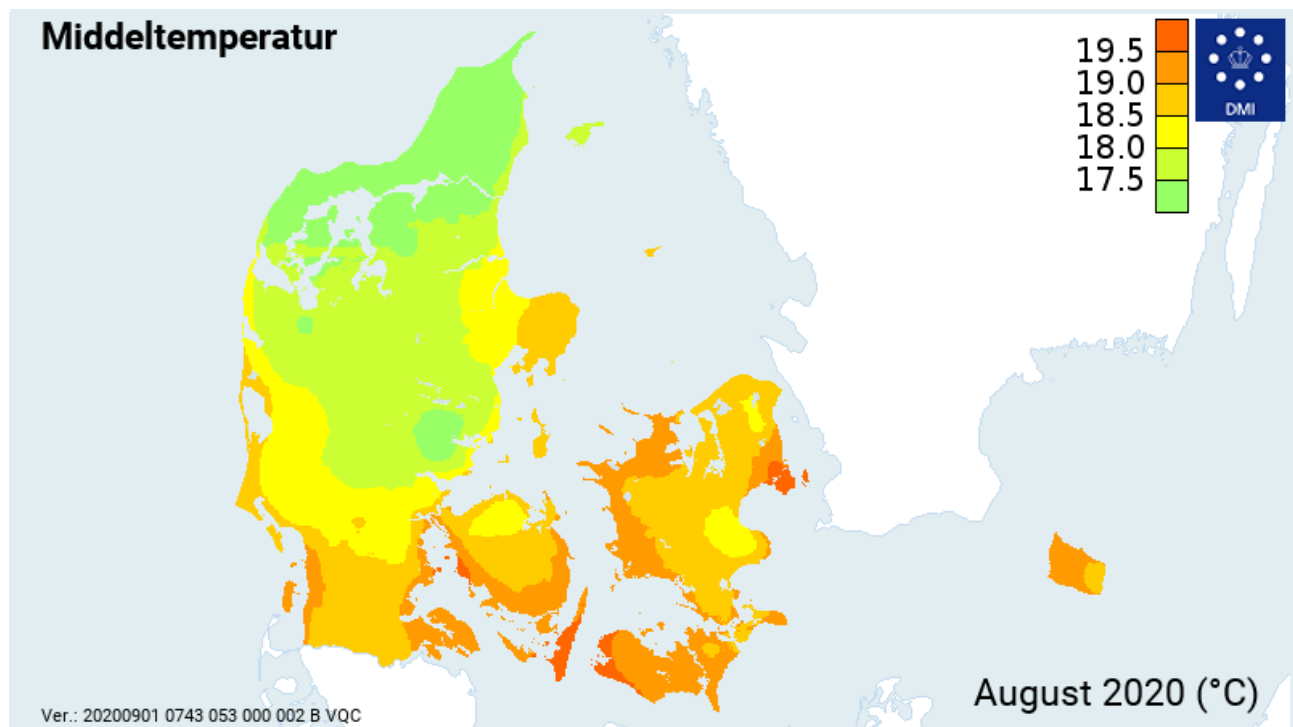 Middeltemperatur
19.5
19.0
18.5
18.0
17.5
DMI
August 2020 (°C)
Ver.: 20200901 0743 053 000 002 B.VQC